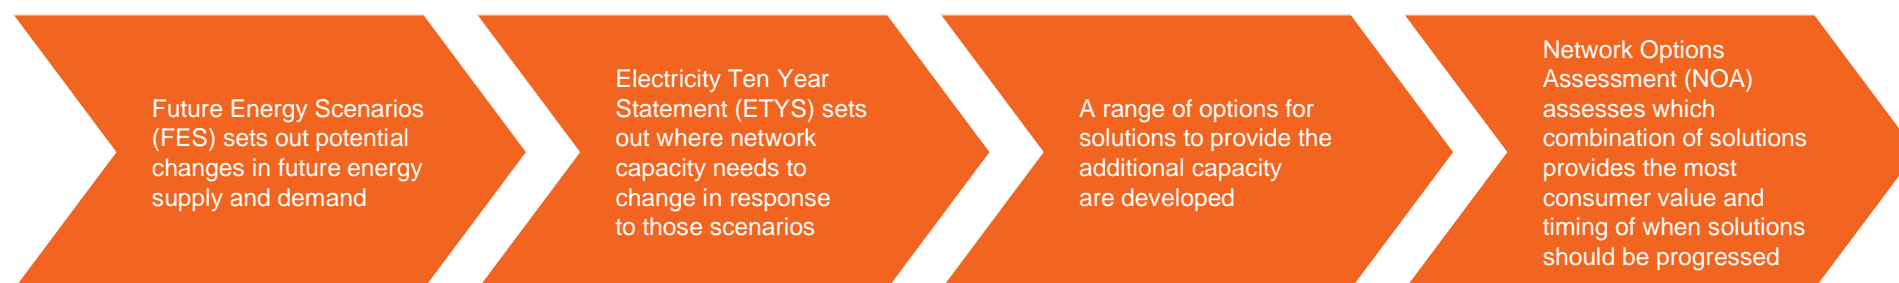 Future Energy Scenarios
(FES) sets out potential
changes in future energy
supply and demand
Electricity Ten Year
Statement (ETYS) sets
out where network
capacity needs to
change in response
to those scenarios
A range of options for
solutions to provide the
additional capacity
are developed
Network Options
Assessment (NOA)
assesses which
combination of solutions
provides the most
consumer value and
timing of when solutions
should be progressed